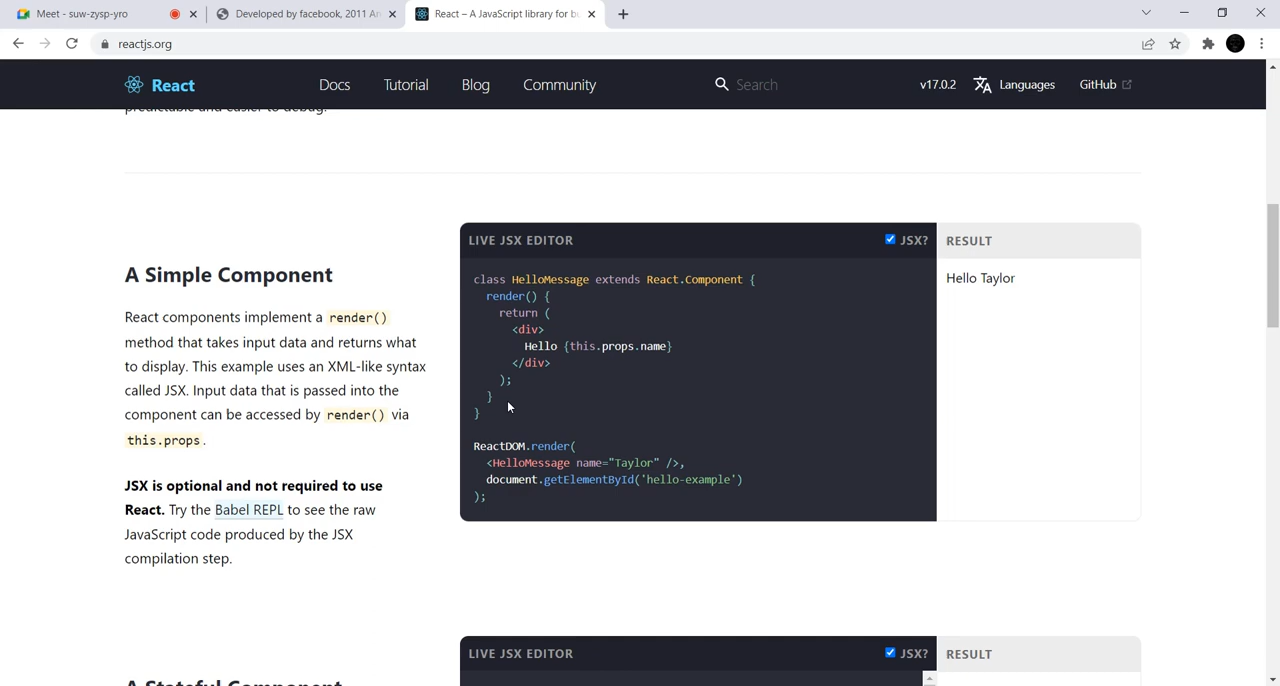 Meet - suw-zysp-yro
Developed by facebook, 2011 An
React – A JavaScript library for bu
reactjs.org
React
Docs
Tutorial
Blog
Community
Search
v17.0.2
Languages
GitHub
predictable and easier to debug.
A Simple Component
React components implement a render()
method that takes input data and returns what
to display. This example uses an XML-like syntax
called JSX. Input data that is passed into the
component can be accessed by render() via
this.props.
JSX is optional and not required to use
React. Try the Babel REPL to see the raw
JavaScript code produced by the JSX
compilation step.
LIVE JSX EDITOR
JSX?
class HelloMessage extends React.Component {
render() {
return (
<div>
Hello {this.props.name}
</div>
);
}
}
ReactDOM.render(
<HelloMessage name="Taylor" />,
document.getElementById('hello-example')
);
RESULT
Hello Taylor
A Stateful Component
LIVE JSX EDITOR
JSX?
RESULT